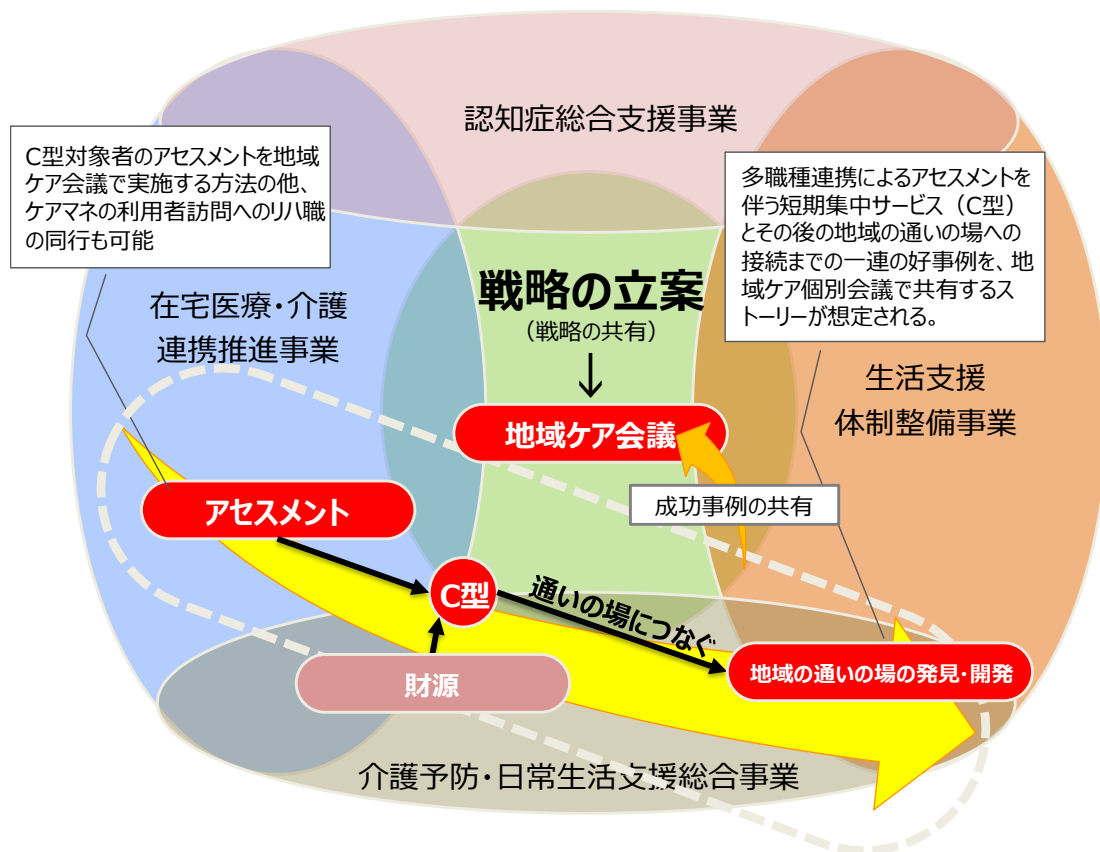 認知症総合支援事業
C型対象者のアセスメントを地域
ケア会議で実施する方法の他、
ケアマネの利用者訪問へのリハ職
の同行も可能
多職種連携によるアセスメントを
伴う短期集中サービス（C型）
とその後の地域の通いの場への
接続までの一連の好事例を、地
域ケア個別会議で共有するス
トーリーが想定される。
在宅医療・介護
連携推進事業
戦略の立案
（戦略の共有）
生活支援
体制整備事業
地域ケア会議
アセスメント
成功事例の共有
C型
通いの場につなぐ
財源
地域の通いの場の発見・開発
介護予防・日常生活支援総合事業